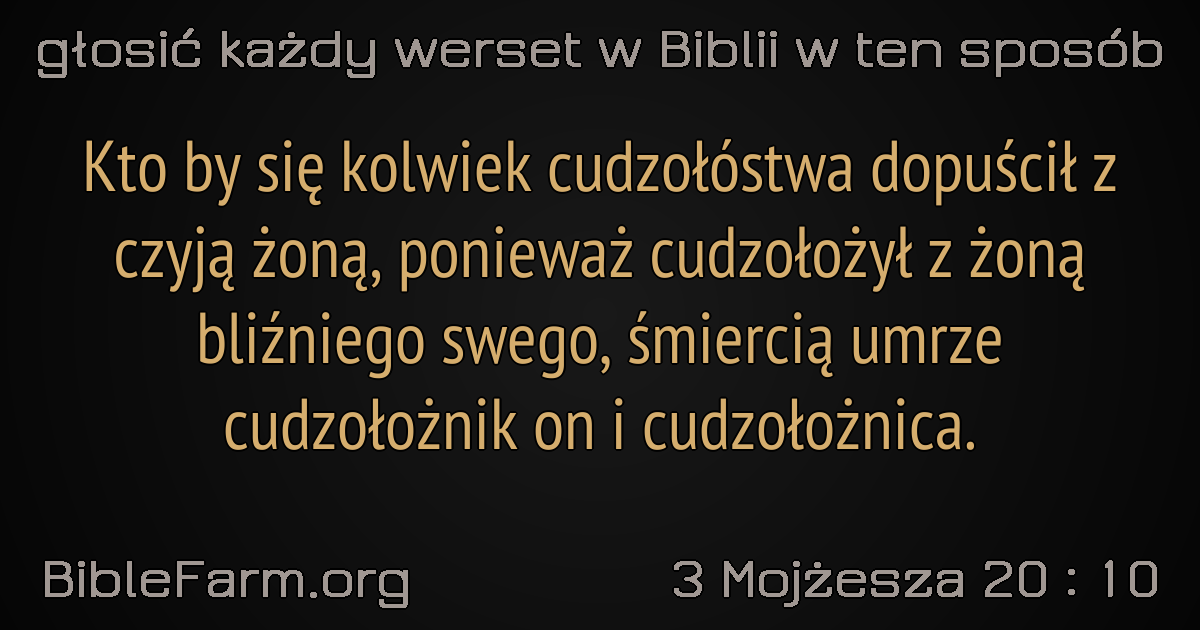 głosić każdy werset w Biblii w ten sposób
Kto by się kolwiek cudzołóstwa dopuścił z
czyją żoną, ponieważ cudzołożył z żoną
bliźniego swego, śmiercią umrze
cudzołożnik on i cudzołożnica.
BibleFarm.org
3 Mojżesza 20 : 10